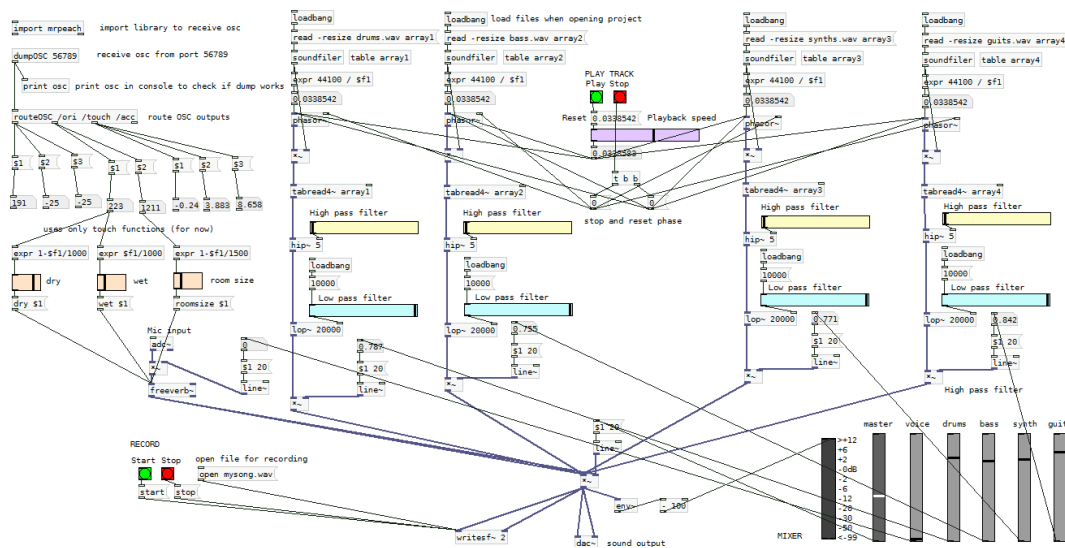 import mrpeach
import library to receive osc
dumpOSC 56789
receive osc from port 56789
print osc
print osc in console to check if dump works
routeOSC /ori /touch /acc
route OSC outputs
$1
$2
$3
$1
$2
$1
$2
$3
191
-25
-25
223
1211
-0.24
3.883
8.658
uses only touch functions (for now)
expr 1-$f1/1000
expr $f1/1000
expr 1-$f1/1500
dry
wet
room size
dry $1
wet $1
roomsize $1
Mic input
adc~
*~
freeverb~
0
$1 20
line~
loadbang
read -resize drums.wav array1
soundfiler
table array1
expr 44100 / $f1
0.0338542
phasor~
*~
tabread4~ array1
High pass filter
hip~ 5
loadbang
10000
Low pass filter
lop~ 20000
0.787
$1 20
line~
*~
loadbang
load files when opening project
read -resize bass.wav array2
soundfiler
table array2
expr 44100 / $f1
0.0338542
phasor~
*~
tabread4~ array2
High pass filter
hip~ 5
loadbang
10000
Low pass filter
lop~ 20000
0.755
$1 20
line~
*~
PLAY TRACK
Play Stop
Reset
0.0338542
Playback speed
0.0338583
t b b
0
0
stop and reset phase
loadbang
read -resize synths.wav array3
soundfiler
table array3
expr 44100 / $f1
0.0338542
phasor~
*~
tabread4~ array3
High pass filter
hip~ 5
loadbang
10000
Low pass filter
lop~ 20000
0.771
$1 20
line~
*~
loadbang
read -resize guits.wav array4
soundfiler
table array4
expr 44100 / $f1
0.0338542
phasor~
*~
tabread4~ array4
High pass filter
hip~ 5
loadbang
10000
Low pass filter
lop~ 20000
0.842
$1 20
line~
*~
High pass filter
RECORD
Start Stop
open file for recording
open mysong.wav
start
stop
writesf~ 2
$1 20
line~
*~
env~
- 100
dac~
sound output
MIXER
>+12
+6
+2
-0dB
-2
-6
-12
-20
-30
-50
<-99
master
voice
drums
bass
synth